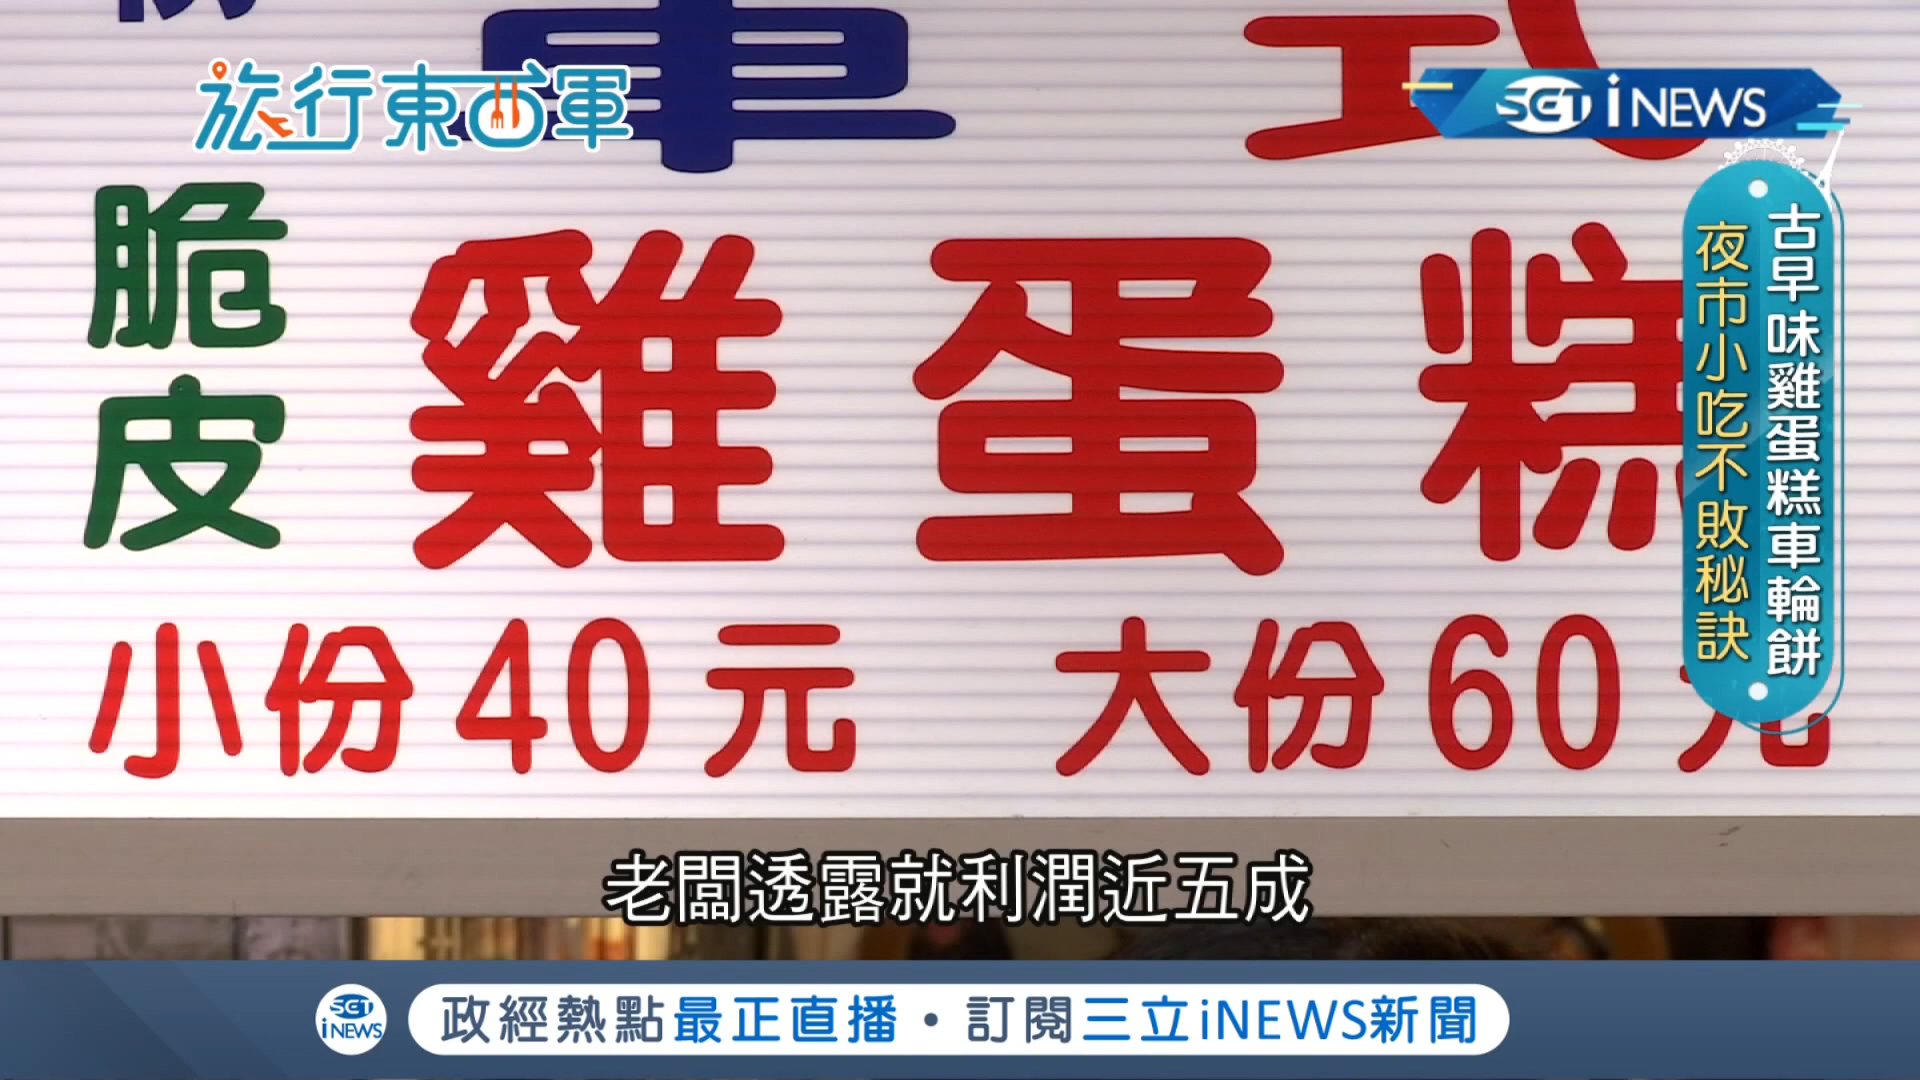 旅行東西軍
SET iNEWS
脆皮
雞蛋糕
小份40元 大份60元
古早味雞蛋糕車輪餅
夜市小吃不敗秘訣
老闆透露就利潤近五成
SET iNEWS
政經熱點最正直播・訂閱三立iNEWS新聞